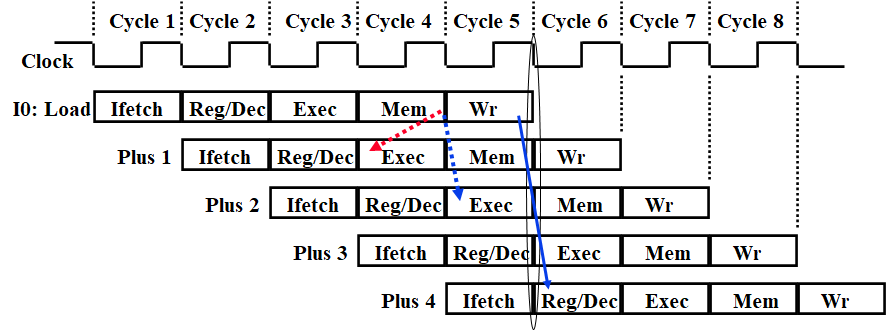 Cycle 1 Cycle 2 Cycle 3 Cycle 4 Cycle 5 Cycle 6 Cycle 7 Cycle 8
Clock
I0: Load Ifetch Reg/Dec Exec Mem Wr
Plus 1 Ifetch Reg/Dec Exec Mem Wr
Plus 2 Ifetch Reg/Dec Exec Mem Wr
Plus 3 Ifetch Reg/Dec Exec Mem Wr
Plus 4 Ifetch Reg/Dec Exec Mem Wr